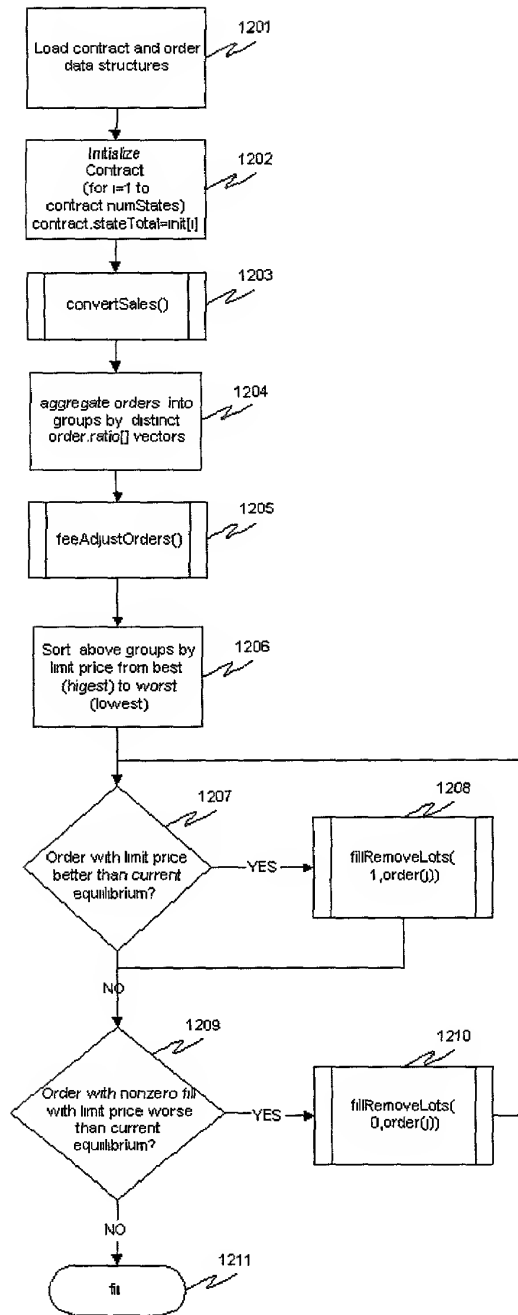 1201
Load contract and order
data structures
1202
Initialize
Contract
(for i=1 to
contract numStates)
contract.stateTotal=init[i]
1203
convertSales()
1204
aggregate orders into
groups by distinct
order.ratio[] vectors
1205
feeAdjustOrders()
1206
Sort above groups by
limit price from best
(higest) to worst
(lowest)
1207
Order with limit price
better than current
equilibrium?
YES
1208
fillRemoveLots(
1,order(j))
NO
1209
Order with nonzero fill
with limit price worse
than current
equilibrium?
YES
1210
fillRemoveLots(
0,order(j))
NO
1211